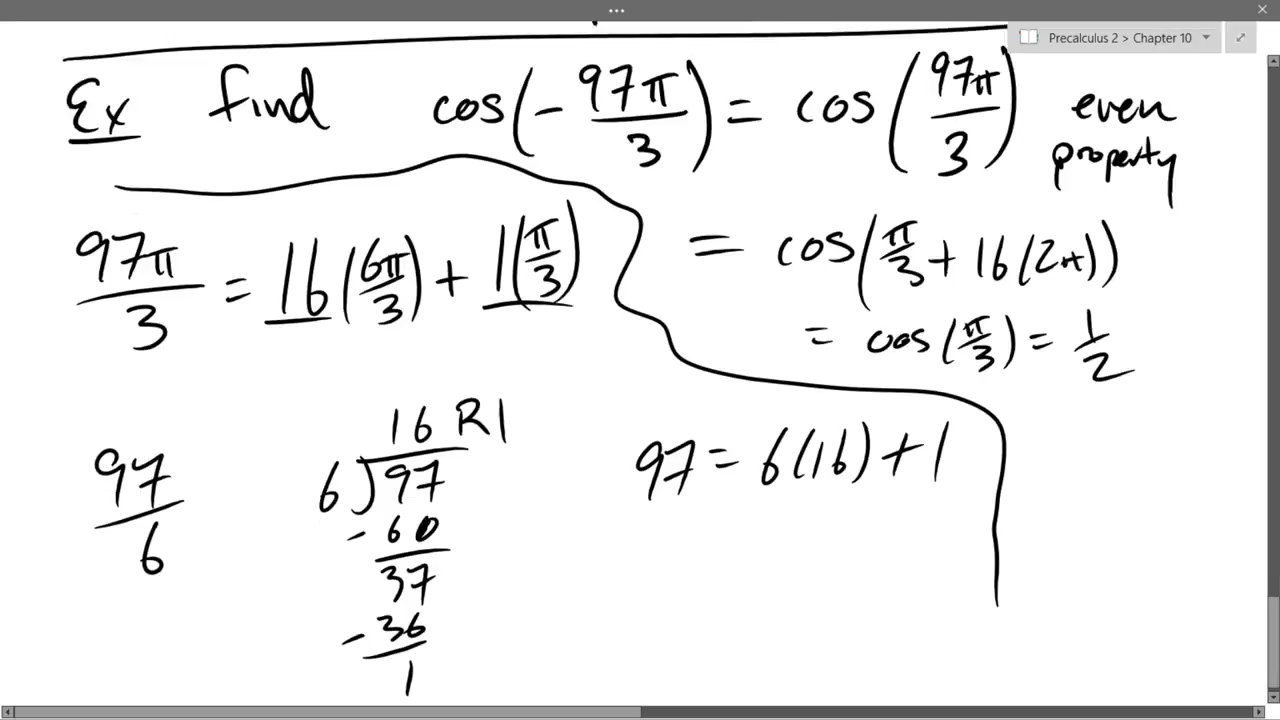 Precalculus 2 > Chapter 10
Ex Find cos(-97π/3) = cos(97π/3) even property
97π/3 = 16(6π/3) + 1(π/3)
= cos(π/3 + 16(2π))
= cos(π/3) = 1/2
97/6
16 R1
6)97
-60
37
-36
1
97 = 6(16) + 1